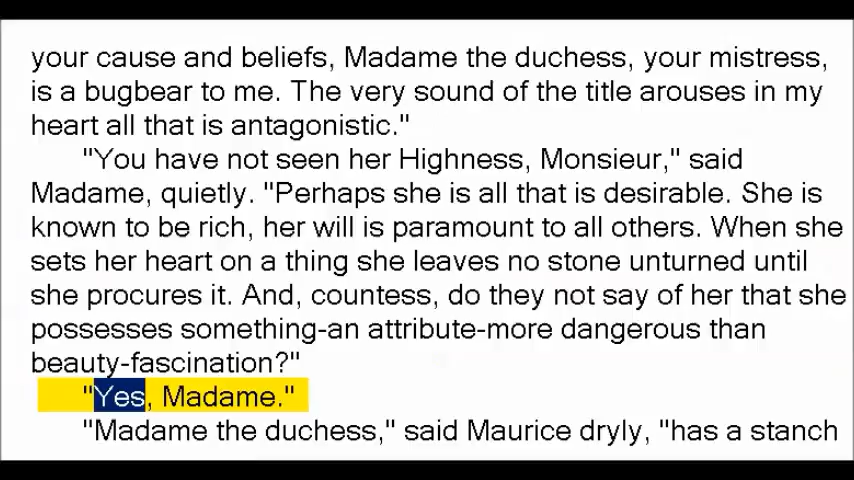 your cause and beliefs, Madame the duchess, your mistress,
is a bugbear to me. The very sound of the title arouses in my
heart all that is antagonistic."
"You have not seen her Highness, Monsieur," said
Madame, quietly. "Perhaps she is all that is desirable. She is
known to be rich, her will is paramount to all others. When she
sets her heart on a thing she leaves no stone unturned until
she procures it. And, countess, do they not say of her that she
possesses something-an attribute-more dangerous than
beauty-fascination?"
"Yes, Madame."
"Madame the duchess," said Maurice dryly, "has a stanch